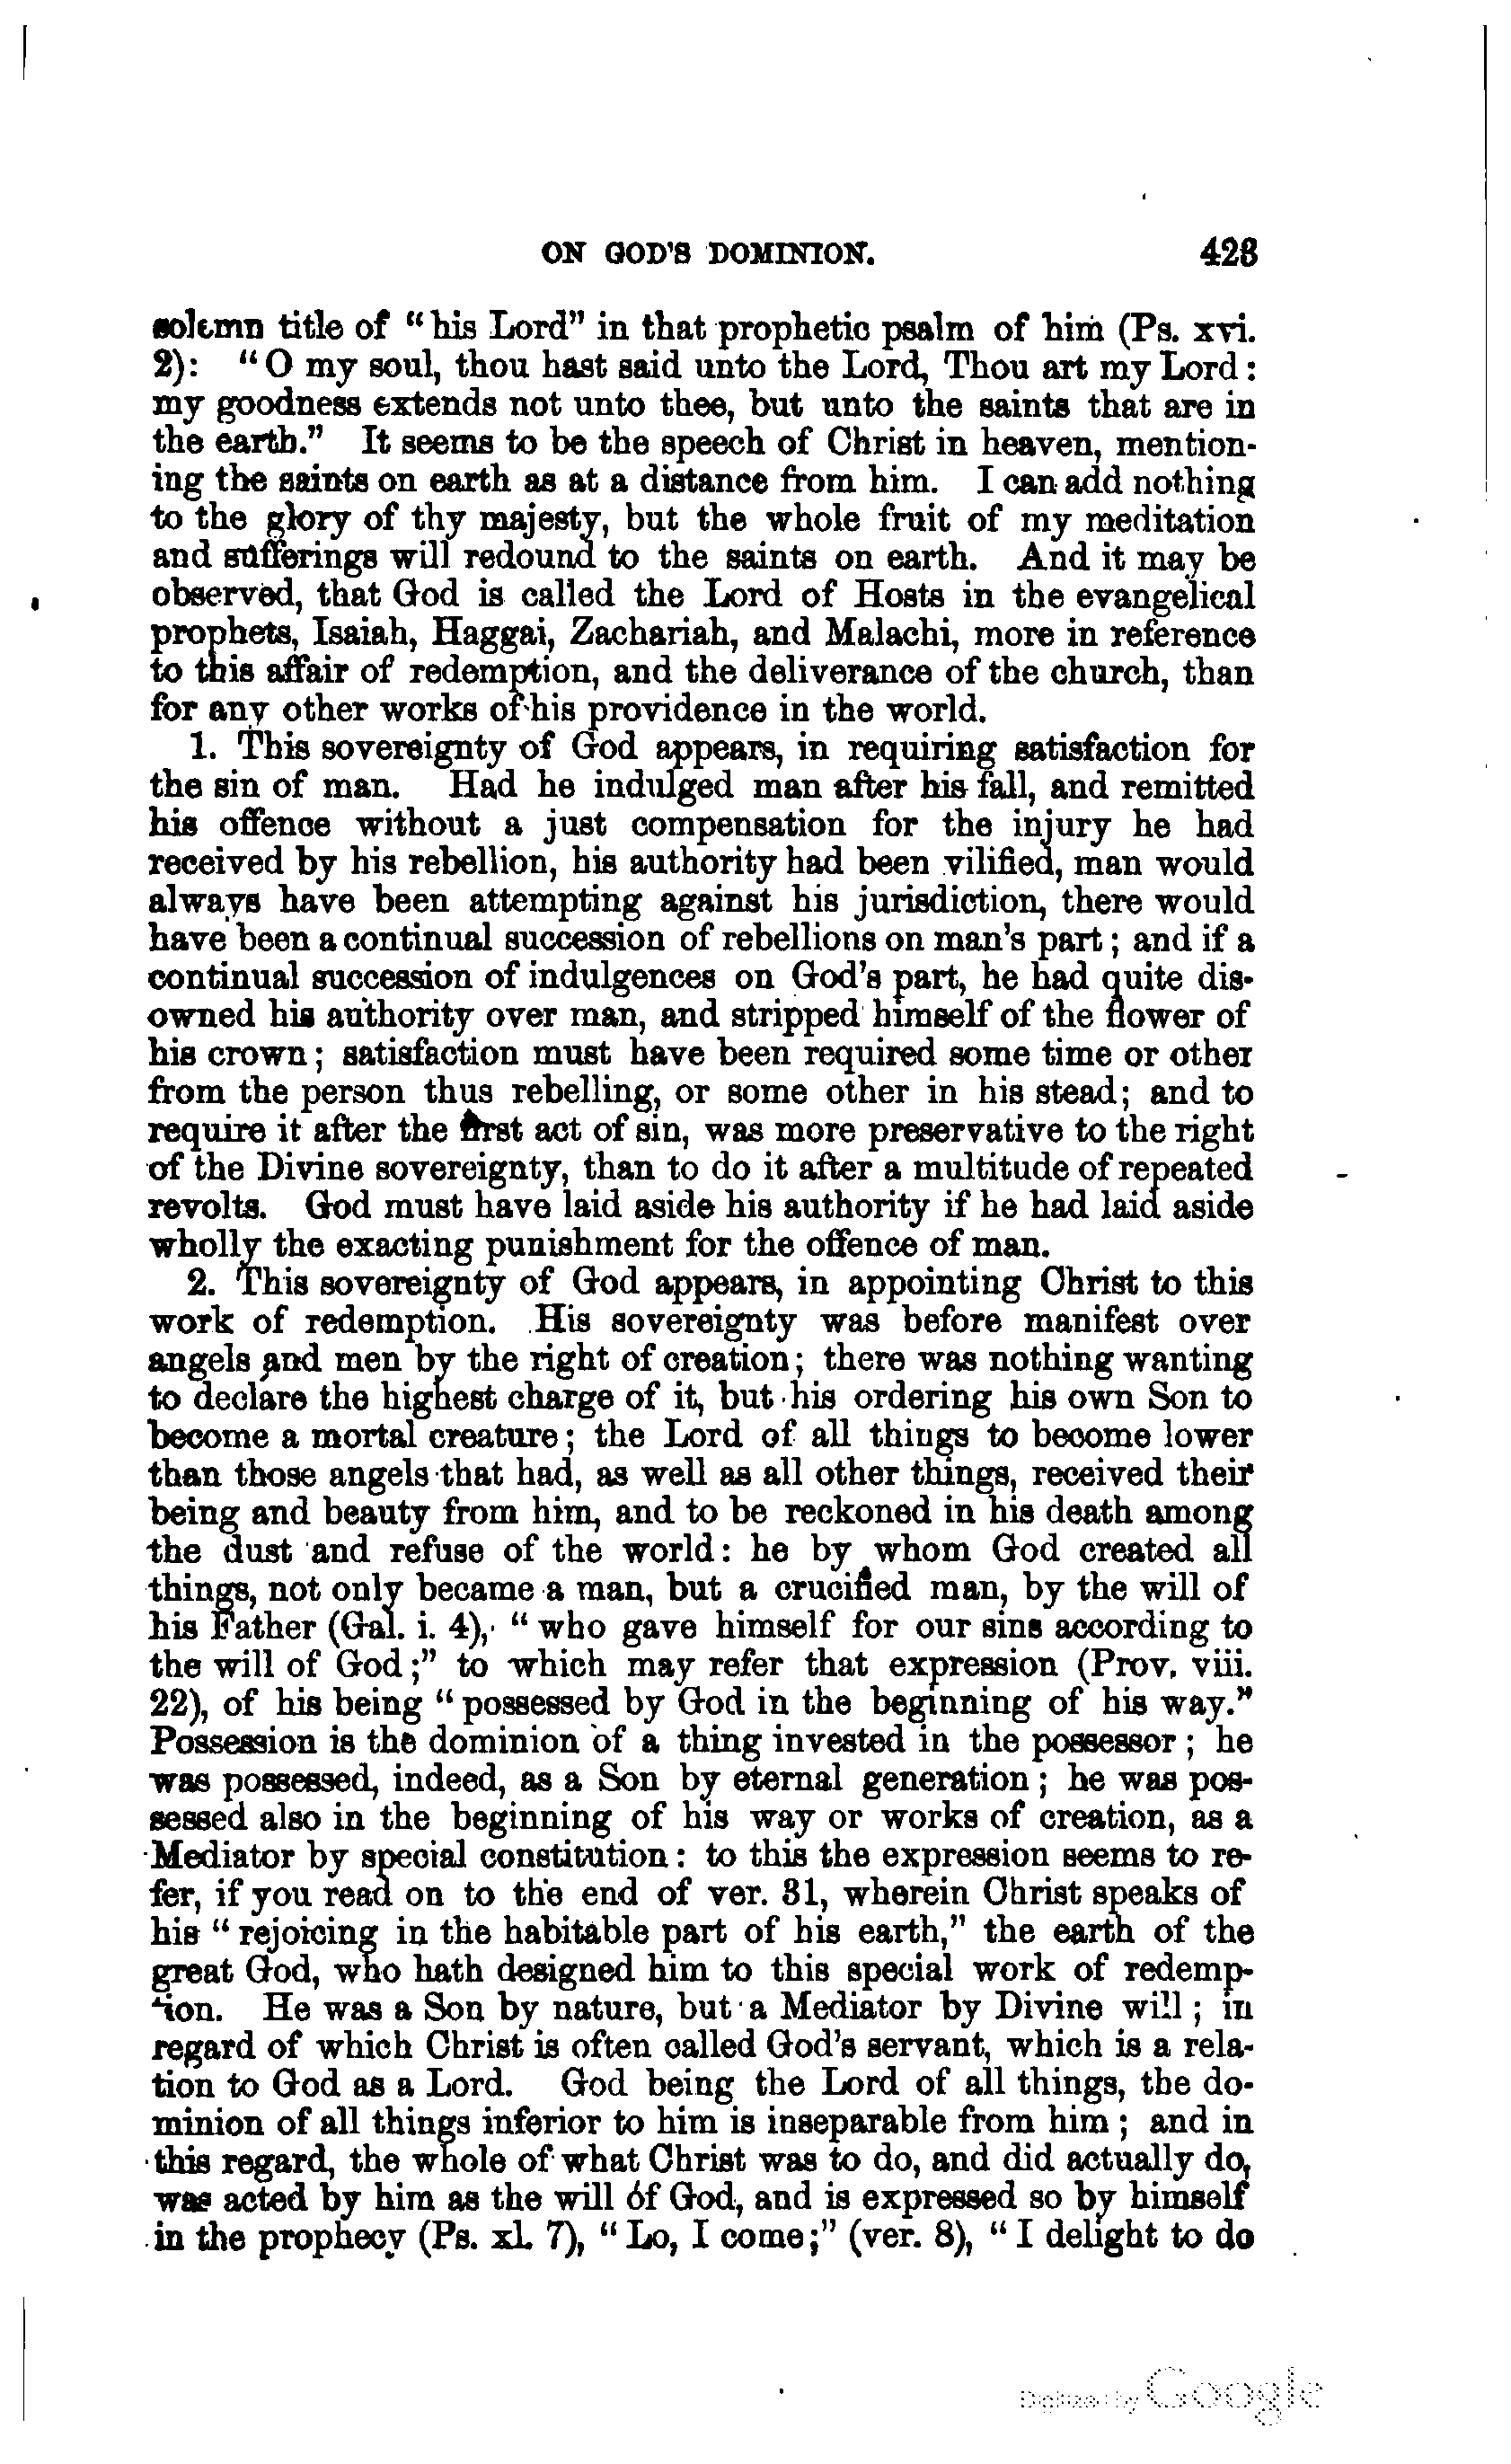 ON GOD'S DOMINION. 423
solemn title of "his Lord" in that prophetic psalm of him (Ps. xvi.
2): "O my soul, thou hast said unto the Lord, Thou art my Lord:
my goodness extends not unto thee, but unto the saints that are in
the earth." It seems to be the speech of Christ in heaven, mention-
ing the saints on earth as at a distance from him. I can add nothing
to the glory of thy majesty, but the whole fruit of my meditation
and sufferings will redound to the saints on earth. And it may be
observed, that God is called the Lord of Hosts in the evangelical
prophets, Isaiah, Haggai, Zachariah, and Malachi, more in reference
to this affair of redemption, and the deliverance of the church, than
for any other works of his providence in the world.
1. This sovereignty of God appears, in requiring satisfaction for
the sin of man. Had he indulged man after his fall, and remitted
his offence without a just compensation for the injury he had
received by his rebellion, his authority had been vilified, man would
always have been attempting against his jurisdiction, there would
have been a continual succession of rebellions on man's part; and if a
continual succession of indulgences on God's part, he had quite dis-
owned his authority over man, and stripped himself of the flower of
his crown; satisfaction must have been required some time or other
from the person thus rebelling, or some other in his stead; and to
require it after the first act of sin, was more preservative to the right
of the Divine sovereignty, than to do it after a multitude of repeated
revolts. God must have laid aside his authority if he had laid aside
wholly the exacting punishment for the offence of man.
2. This sovereignty of God appears, in appointing Christ to this
work of redemption. His sovereignty was before manifest over
angels and men by the right of creation; there was nothing wanting
to declare the highest charge of it, but his ordering his own Son to
become a mortal creature; the Lord of all things to become lower
than those angels that had, as well as all other things, received their
being and beauty from him, and to be reckoned in his death among
the dust and refuse of the world: he by whom God created all
things, not only became a man, but a crucified man, by the will of
his Father (Gal. i. 4), "who gave himself for our sins according to
the will of God;" to which may refer that expression (Prov. viii.
22), of his being "possessed by God in the beginning of his way."
Possession is the dominion of a thing invested in the possessor; he
was possessed, indeed, as a Son by eternal generation; he was pos-
sessed also in the beginning of his way or works of creation, as a
Mediator by special constitution: to this the expression seems to re-
fer, if you read on to the end of ver. 31, wherein Christ speaks of
his "rejoicing in the habitable part of his earth," the earth of the
great God, who hath designed him to this special work of redemp-
tion. He was a Son by nature, but a Mediator by Divine will; in
regard of which Christ is often called God's servant, which is a rela-
tion to God as a Lord. God being the Lord of all things, the do-
minion of all things inferior to him is inseparable from him; and in
this regard, the whole of what Christ was to do, and did actually do,
was acted by him as the will of God, and is expressed so by himself
in the prophecy (Ps. xl. 7), "Lo, I come;" (ver. 8), "I delight to do
Digitized by Google